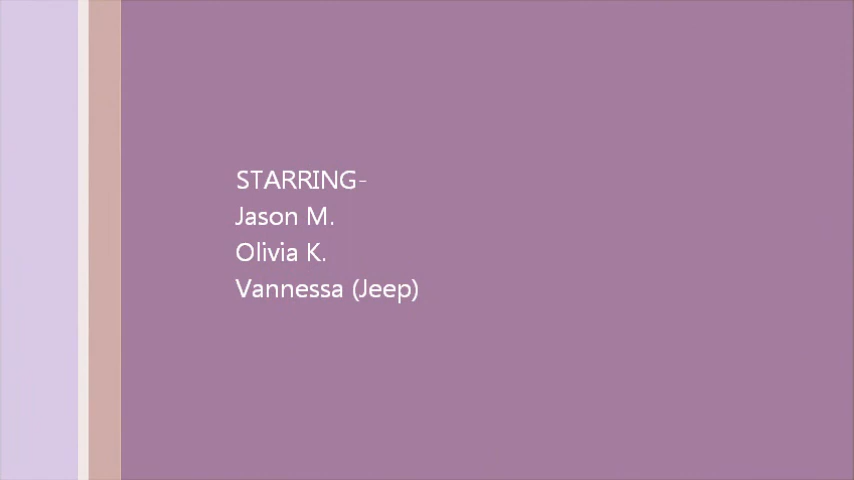 STARRING-
Jason M.
Olivia K.
Vannessa (Jeep)